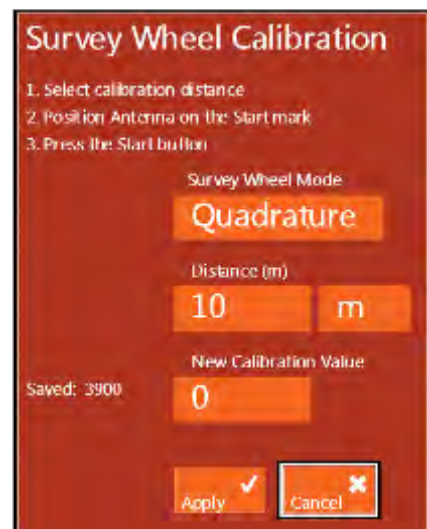 Survey Wheel Calibration
1. Select calibration distance
2. Position Antenna on the Start mark
3. Press the Start button
Survey Wheel Mode
Quadrature
Distance (m)
10 m
New Calibration Value
Saved: 3900 0
Apply Cancel